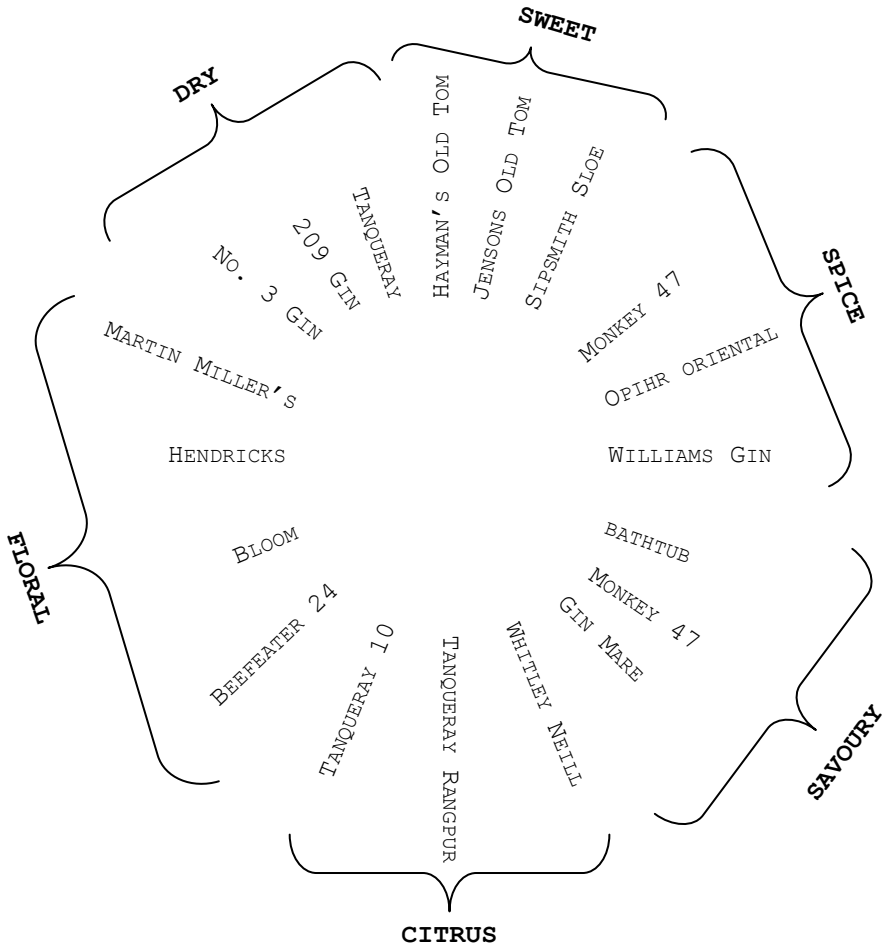 SWEET
HAYMAN'S OLD TOM
JENSONS OLD TOM
SIPSMITH SLOE
SPICE
MONKEY 47
OPIHR ORIENTAL
WILLIAMS GIN
SAVOURY
BATHTUB
MONKEY 47
GIN MARE
CITRUS
WHITLEY NEILL
TANQUERAY RANGPUR
TANQUERAY 10
FLORAL
BEEFEATER 24
BLOOM
HENDRICKS
MARTIN MILLER'S
DRY
NO. 3 GIN
209 GIN
TANQUERAY